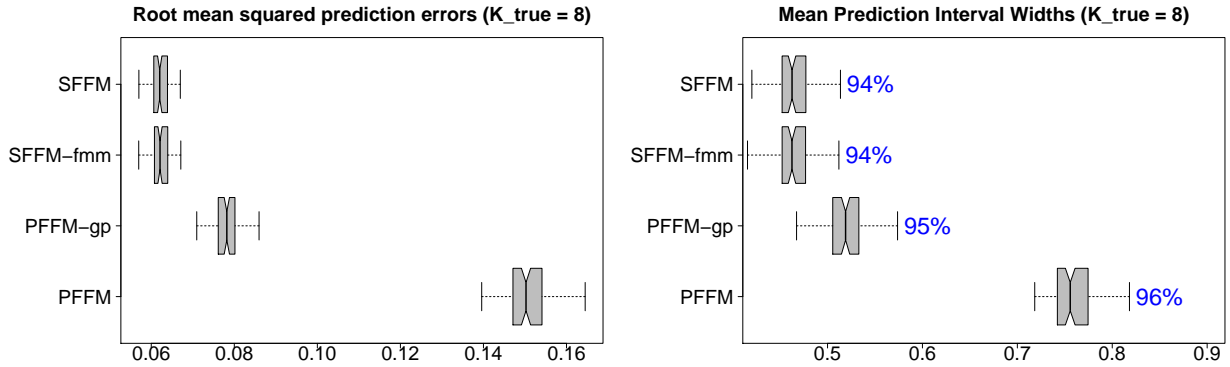 Root mean squared prediction errors (K_true = 8)
SFFM
SFFM−fmm
PFFM−gp
PFFM
0.06 0.08 0.10 0.12 0.14 0.16
Mean Prediction Interval Widths (K_true = 8)
SFFM 94%
SFFM−fmm 94%
PFFM−gp 95%
PFFM 96%
0.5 0.6 0.7 0.8 0.9